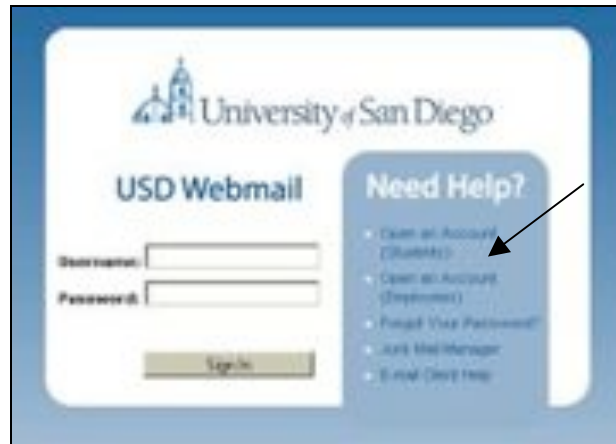 University of San Diego
USD Webmail
Need Help?
Open an Account
(Students)
Open an Account
(Employees)
Username:
Password:
Forgot Your Password?
Junk Mail Manager
E-mail Client Help
Sign In